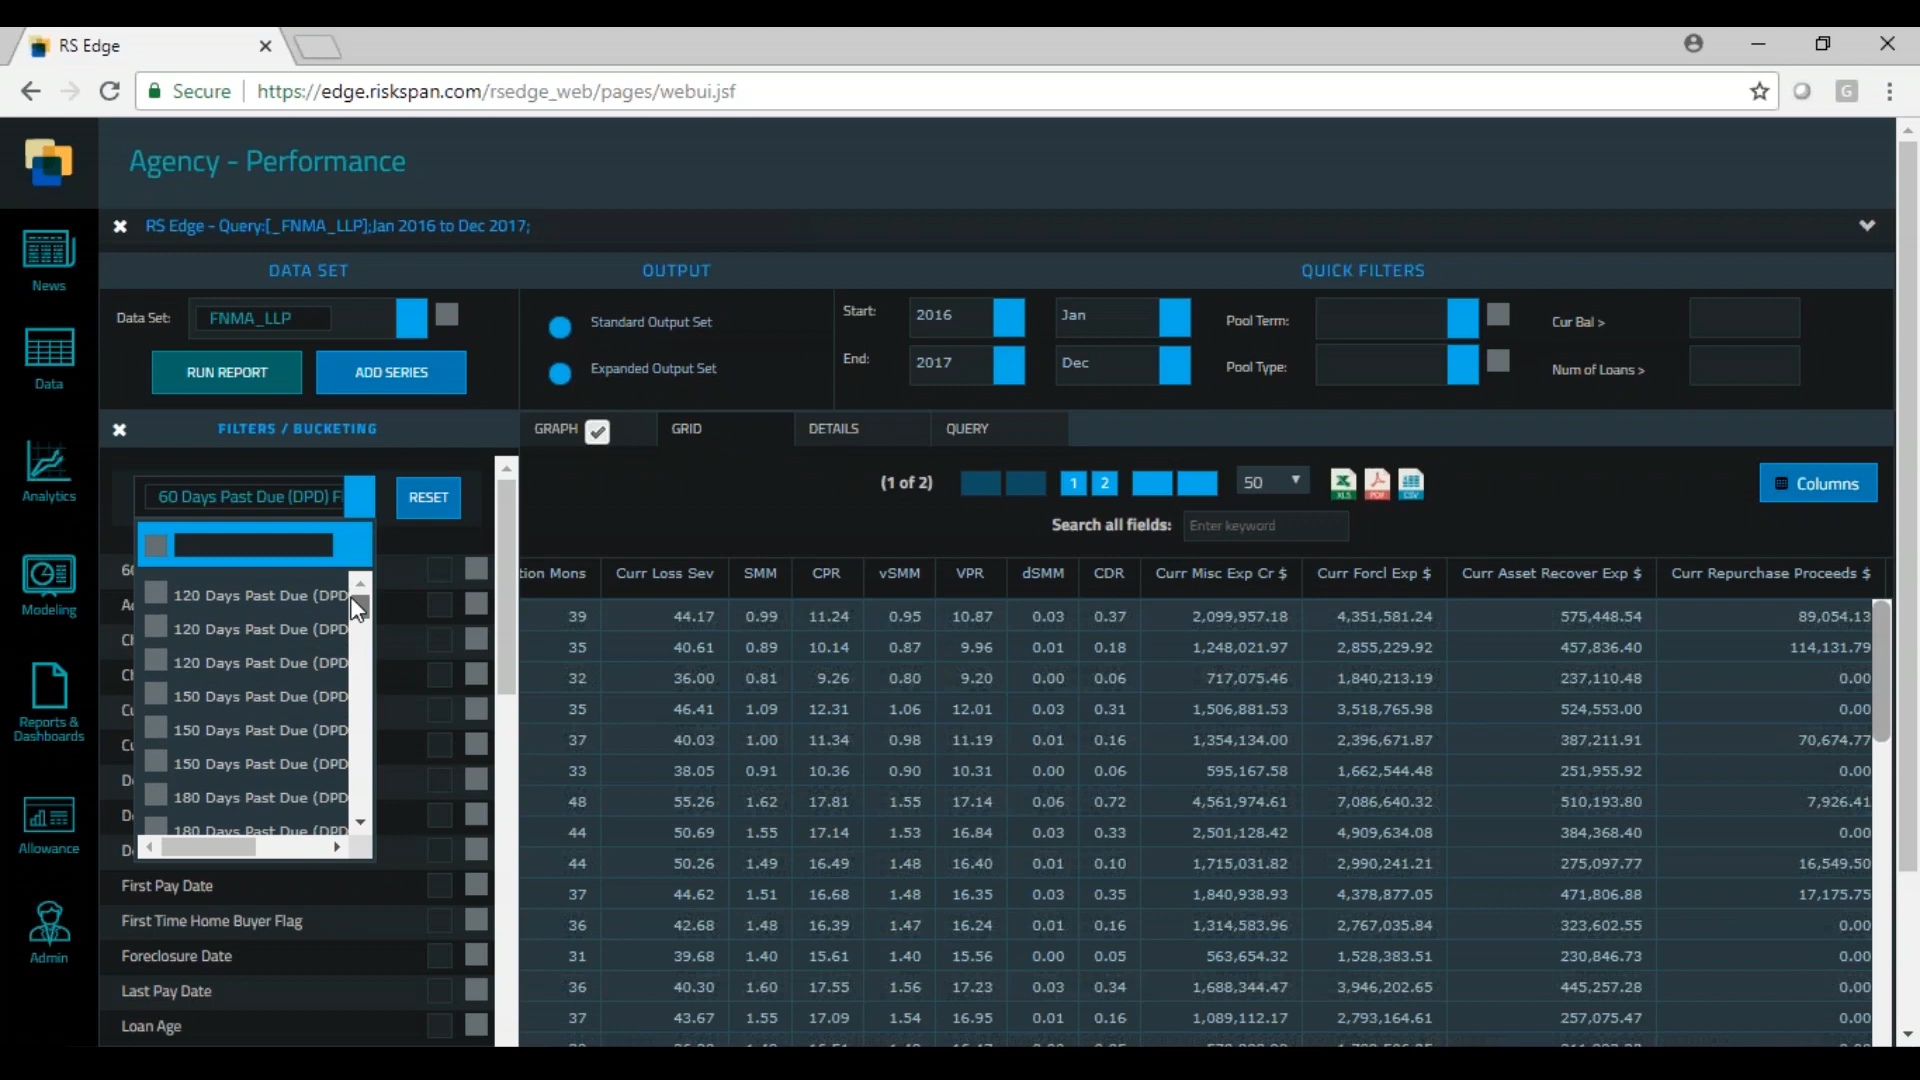 RS Edge
Secure https://edge.riskspan.com/rsedge_web/pages/webui.jsf
G
Agency - Performance
RS Edge - Query:[_FNMA_LLP];Jan 2016 to Dec 2017;
News
Data
Analytics
Modeling
Reports &
Dashboards
Allowance
Admin
DATA SET OUTPUT QUICK FILTERS
Data Set: FNMA_LLP
RUN REPORT ADD SERIES
Standard Output Set
Expanded Output Set
Start: 2016 Jan Pool Term: Cur Bal >
End: 2017 Dec Pool Type: Num of Loans >
FILTERS / BUCKETING
GRAPH GRID DETAILS QUERY
60 Days Past Due (DPD) F RESET
120 Days Past Due (DPD
120 Days Past Due (DPD
120 Days Past Due (DPD
150 Days Past Due (DPD
150 Days Past Due (DPD
150 Days Past Due (DPD
180 Days Past Due (DPD
180 Days Past Due (DPD
First Pay Date
First Time Home Buyer Flag
Foreclosure Date
Last Pay Date
Loan Age
(1 of 2) 1 2 50 XLS PDF CSV Columns
Search all fields: Enter keyword
tion Mons Curr Loss Sev SMM CPR vSMM VPR dSMM CDR Curr Misc Exp Cr $ Curr Forcl Exp $ Curr Asset Recover Exp $ Curr Repurchase Proceeds $
39 44.17 0.99 11.24 0.95 10.87 0.03 0.37 2,099,957.18 4,351,581.24 575,448.54 89,054.13
35 40.61 0.89 10.14 0.87 9.96 0.01 0.18 1,248,021.97 2,855,229.92 457,836.40 114,131.79
32 36.00 0.81 9.26 0.80 9.20 0.00 0.06 717,075.46 1,840,213.19 237,110.48 0.00
35 46.41 1.09 12.31 1.06 12.01 0.03 0.31 1,506,881.53 3,518,765.98 524,553.00 0.00
37 40.03 1.00 11.34 0.98 11.19 0.01 0.16 1,354,134.00 2,396,671.87 387,211.91 70,674.77
33 38.05 0.91 10.36 0.90 10.31 0.00 0.06 595,167.58 1,662,544.48 251,955.92 0.00
48 55.26 1.62 17.81 1.55 17.14 0.06 0.72 4,561,974.61 7,086,640.32 510,193.80 7,926.41
44 50.69 1.55 17.14 1.53 16.84 0.03 0.33 2,501,128.42 4,909,634.08 384,368.40 0.00
44 50.26 1.49 16.49 1.48 16.40 0.01 0.10 1,715,031.82 2,990,241.21 275,097.77 16,549.50
37 44.62 1.51 16.68 1.48 16.35 0.03 0.35 1,840,938.93 4,378,877.05 471,806.88 17,175.75
36 42.68 1.48 16.39 1.47 16.24 0.01 0.16 1,314,583.96 2,767,035.84 323,602.55 0.00
31 39.68 1.40 15.61 1.40 15.56 0.00 0.05 563,654.32 1,528,383.51 230,846.73 0.00
36 40.30 1.60 17.55 1.56 17.23 0.03 0.34 1,688,344.47 3,946,202.65 445,257.28 0.00
37 43.67 1.55 17.09 1.54 16.95 0.01 0.16 1,089,112.17 2,793,164.61 257,075.47 0.00